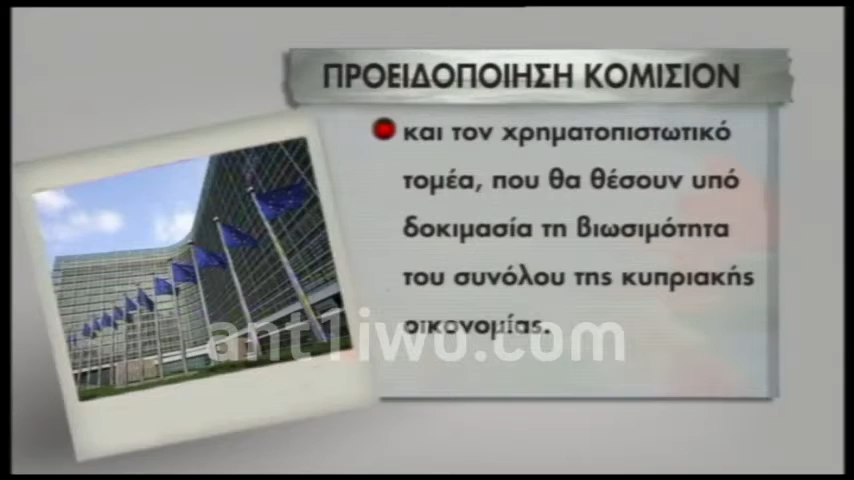 ΠΡΟΕΙΔΟΠΟΙΗΣΗ ΚΟΜΙΣΙΟΝ
και τον χρηματοπιστωτικό
τομέα, που θα θέσουν υπό
δοκιμασία τη βιωσιμότητα
του συνόλου της κυπριακής
οικονομίας.
ant1iwo.com